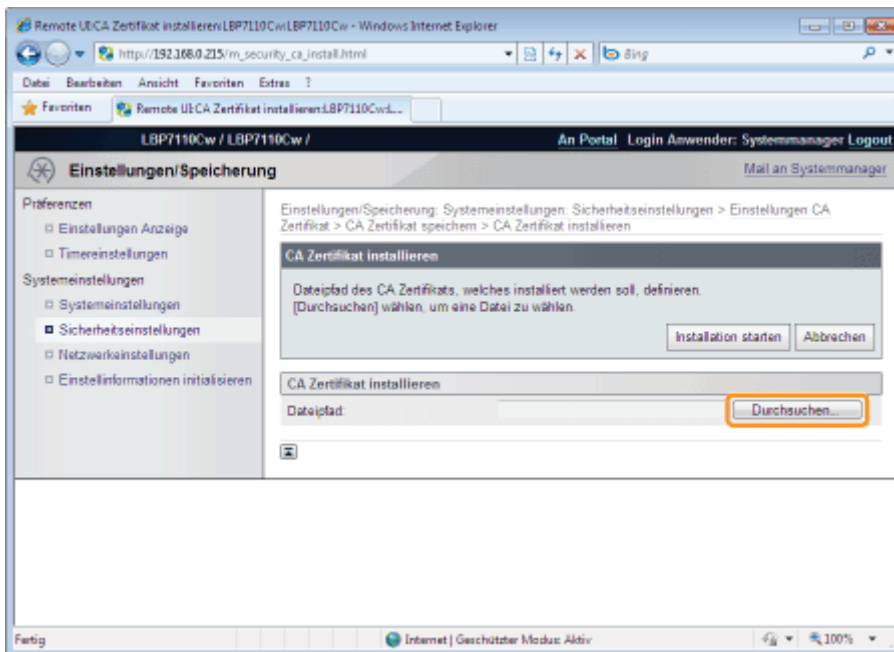 Remote UI:CA Zertifikat installieren:LBP7110Cw:LBP7110Cw - Windows Internet Explorer
http://192.168.0.215/m_security_ca_install.html
Bing
Datei Bearbeiten Ansicht Favoriten Extras ?
Favoriten
Remote UI:CA Zertifikat installieren:LBP7110Cw:L...
LBP7110Cw / LBP7110Cw /
An Portal Login Anwender: Systemmanager Logout
Einstellungen/Speicherung
Mail an Systemmanager
Präferenzen
Einstellungen Anzeige
Timereinstellungen
Systemeinstellungen
Systemeinstellungen
Sicherheitseinstellungen
Netzwerkeinstellungen
Einstellinformationen initialisieren
Einstellungen/Speicherung: Systemeinstellungen: Sicherheitseinstellungen > Einstellungen CA
Zertifikat > CA Zertifikat speichern > CA Zertifikat installieren
CA Zertifikat installieren
Dateipfad des CA Zertifikats, welches installiert werden soll, definieren.
[Durchsuchen] wählen, um eine Datei zu wählen.
Installation starten
Abbrechen
CA Zertifikat installieren
Dateipfad:
Durchsuchen...
Fertig
Internet | Geschützter Modus: Aktiv
100%